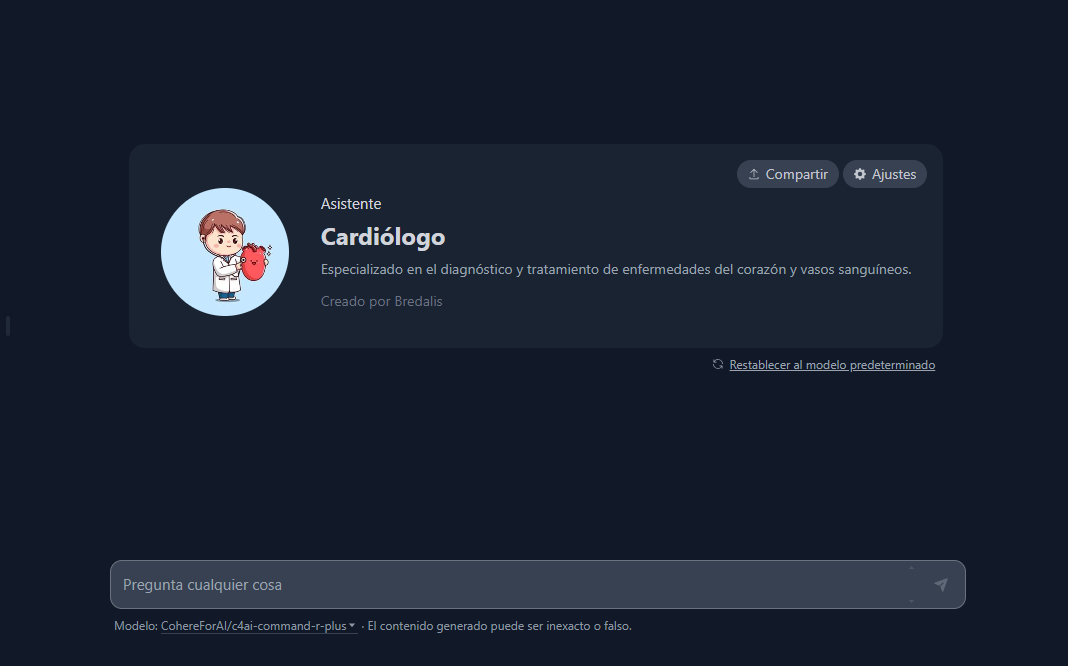 Compartir
Ajustes
Asistente
Cardiólogo
Especializado en el diagnóstico y tratamiento de enfermedades del corazón y vasos sanguíneos.
Creado por Bredalis
Restablecer al modelo predeterminado
Pregunta cualquier cosa
Modelo: CohereForAI/c4ai-command-r-plus · El contenido generado puede ser inexacto o falso.